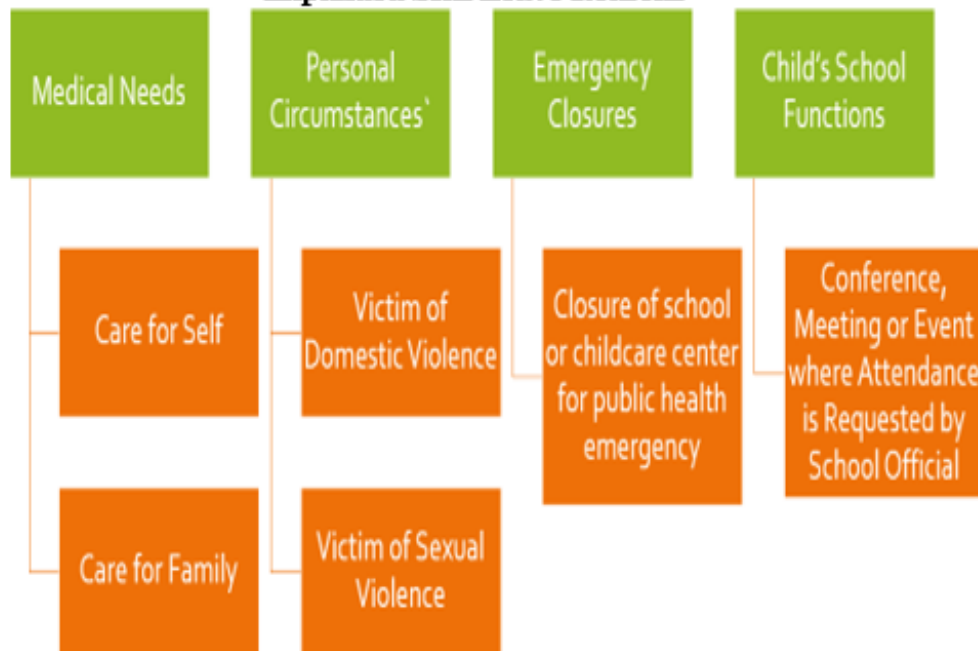 Medical Needs
Personal
Circumstances`
Emergency
Closures
Child's School
Functions
Care for Self
Victim of
Domestic Violence
Closure of school
or childcare center
for public health
emergency
Conference,
Meeting or Event
where Attendance
is Requested by
School Official
Care for Family
Victim of Sexual
Violence